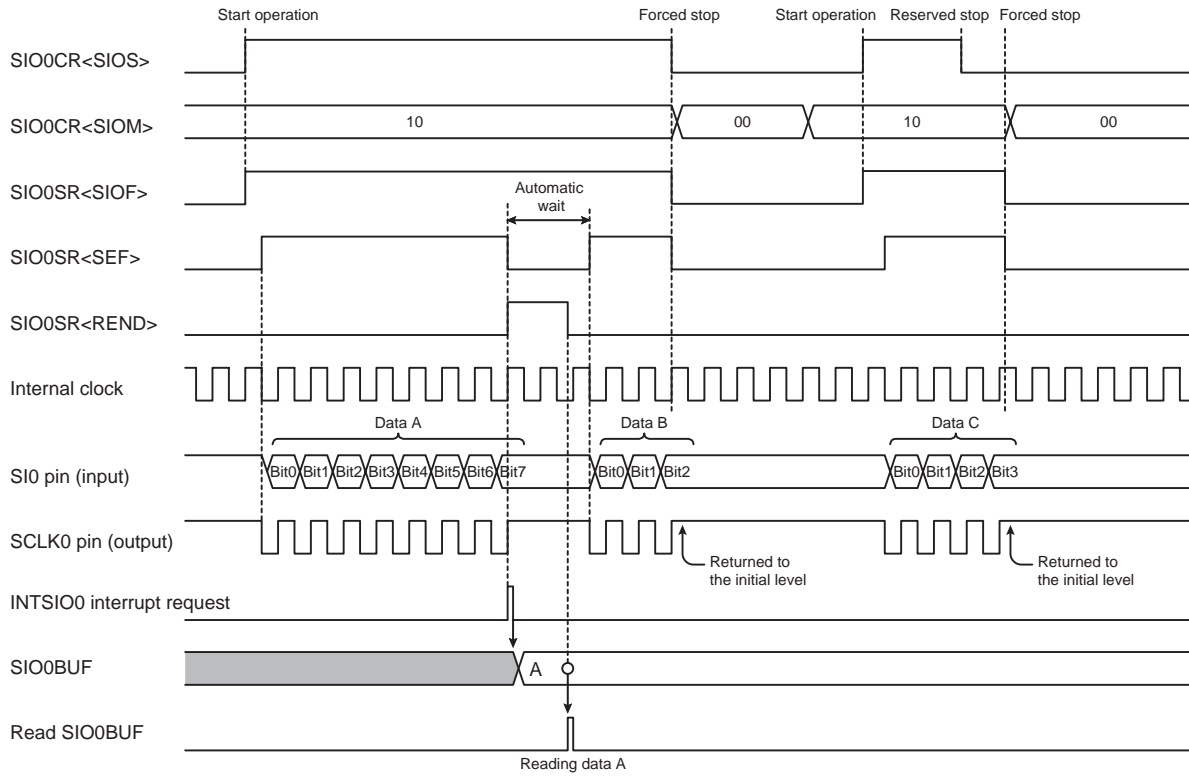 Start operation Forced stop Start operation Reserved stop Forced stop
SIO0CR<SIOS>
SIO0CR<SIOM> 10 00 10 00
SIO0SR<SIOF>
Automatic
wait
SIO0SR<SEF>
SIO0SR<REND>
Internal clock
Data A Data B Data C
SI0 pin (input) Bit0 Bit1 Bit2 Bit3 Bit4 Bit5 Bit6 Bit7 Bit0 Bit1 Bit2 Bit0 Bit1 Bit2 Bit3
SCLK0 pin (output)
Returned to
the initial level
Returned to
the initial level
INTSIO0 interrupt request
SIO0BUF A
Read SIO0BUF
Reading data A